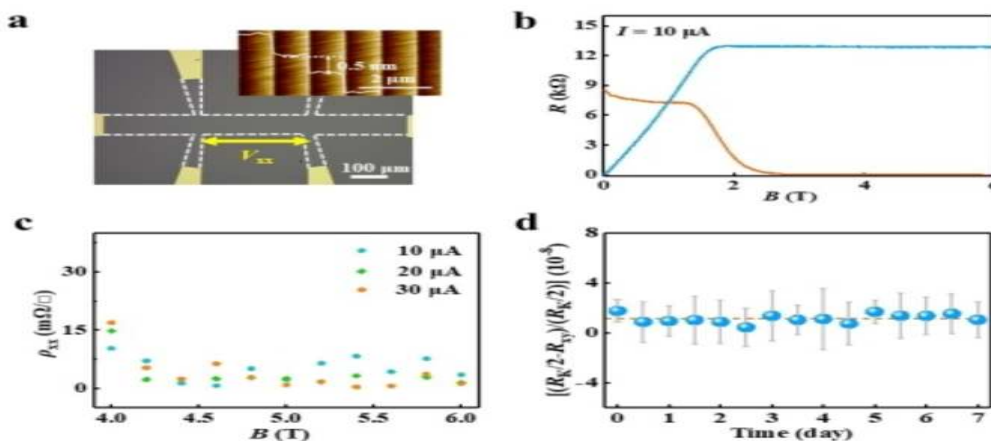 a
0.5 nm
2 μm
V_xx
100 μm
b
I = 10 μA
R (kΩ)
15
12
9
6
3
0
0
2
4
6
B (T)
c
10 μA
20 μA
30 μA
ρ_xx (mΩ/□)
30
15
0
4.0
4.5
5.0
5.5
6.0
B (T)
d
[(R_K/2-R_xy)/(R_K/2)] (10⁻⁸)
4
0
-4
0
1
2
3
4
5
6
7
Time (day)